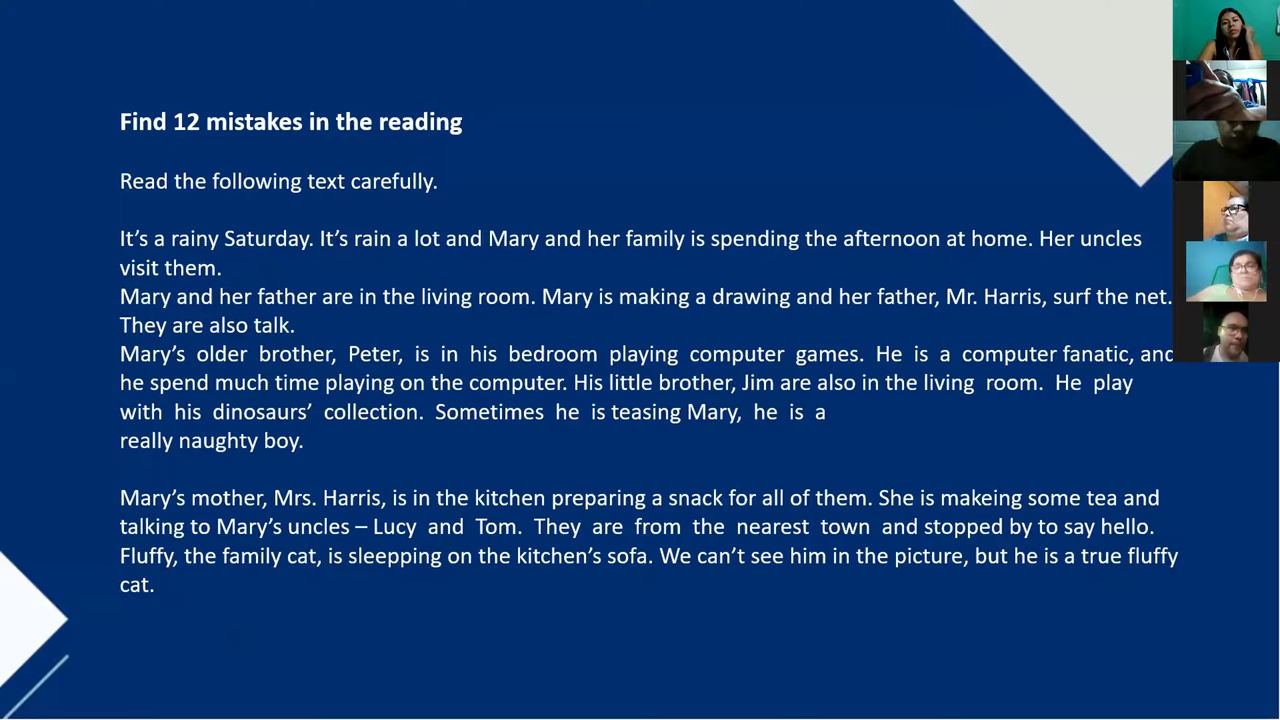 Find 12 mistakes in the reading
Read the following text carefully.
It’s a rainy Saturday. It’s rain a lot and Mary and her family is spending the afternoon at home. Her uncles
visit them.
Mary and her father are in the living room. Mary is making a drawing and her father, Mr. Harris, surf the net.
They are also talk.
Mary’s older brother, Peter, is in his bedroom playing computer games. He is a computer fanatic, and
he spend much time playing on the computer. His little brother, Jim are also in the living room. He play
with his dinosaurs’ collection. Sometimes he is teasing Mary, he is a
really naughty boy.
Mary’s mother, Mrs. Harris, is in the kitchen preparing a snack for all of them. She is makeing some tea and
talking to Mary’s uncles – Lucy and Tom. They are from the nearest town and stopped by to say hello.
Fluffy, the family cat, is sleepping on the kitchen’s sofa. We can’t see him in the picture, but he is a true fluffy
cat.